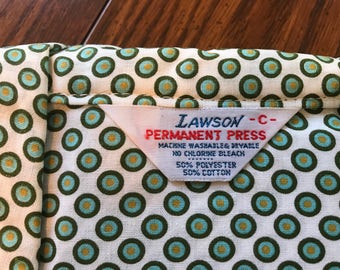 LAWSON -C-
PERMANENT PRESS
MACHINE WASHABLE & DRYABLE
NO CHLORINE BLEACH
50% POLYESTER
50% COTTON